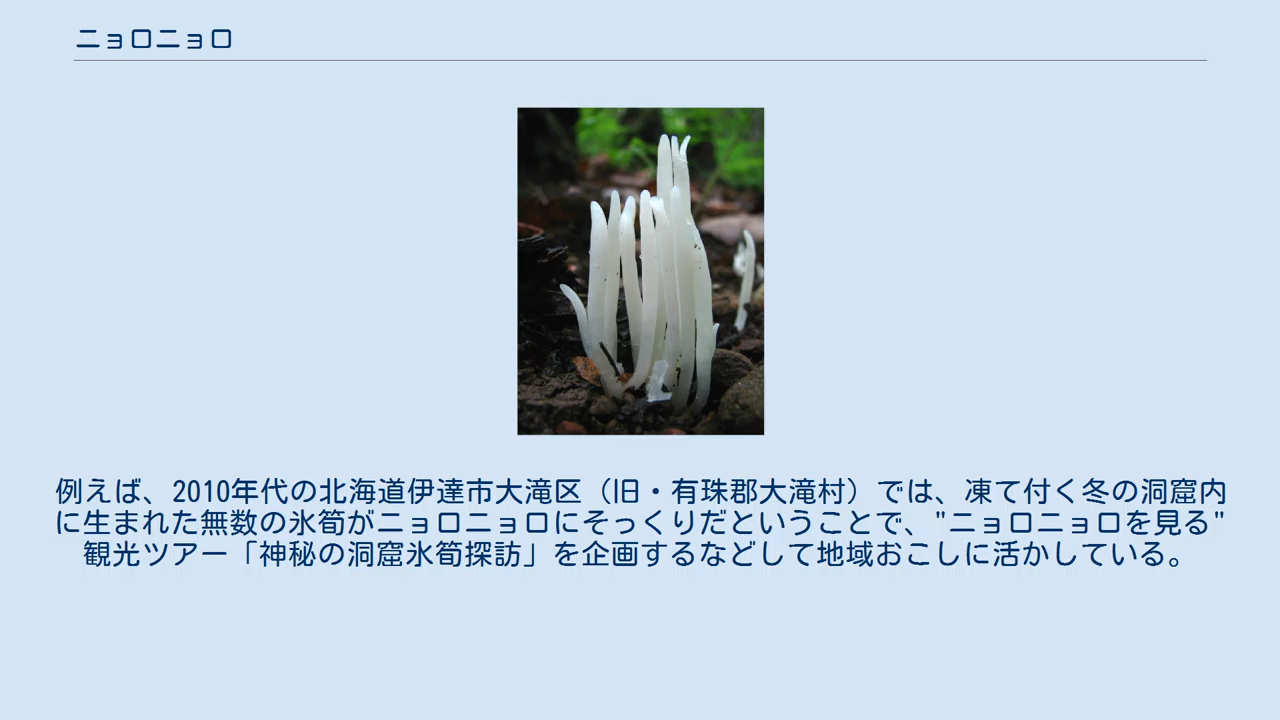 ニョロニョロ
例えば、2010年代の北海道伊達市大滝区（旧・有珠郡大滝村）では、凍て付く冬の洞窟内
に生まれた無数の氷筍がニョロニョロにそっくりだということで、"ニョロニョロを見る"
観光ツアー「神秘の洞窟氷筍探訪」を企画するなどして地域おこしに活かしている。